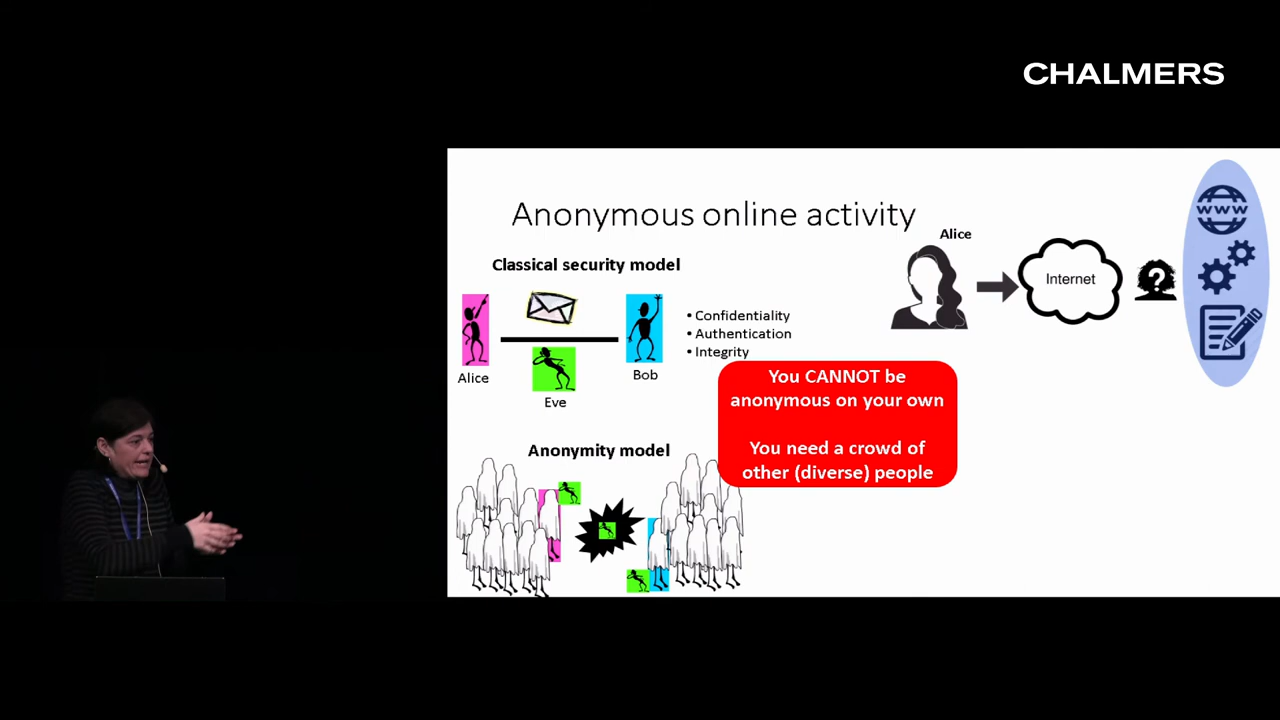 CHALMERS
Anonymous online activity
Alice
Classical security model
Internet
?
WWW
• Confidentiality
• Authentication
• Integrity
Alice
Bob
Eve
You CANNOT be
anonymous on your own
You need a crowd of
other (diverse) people
Anonymity model